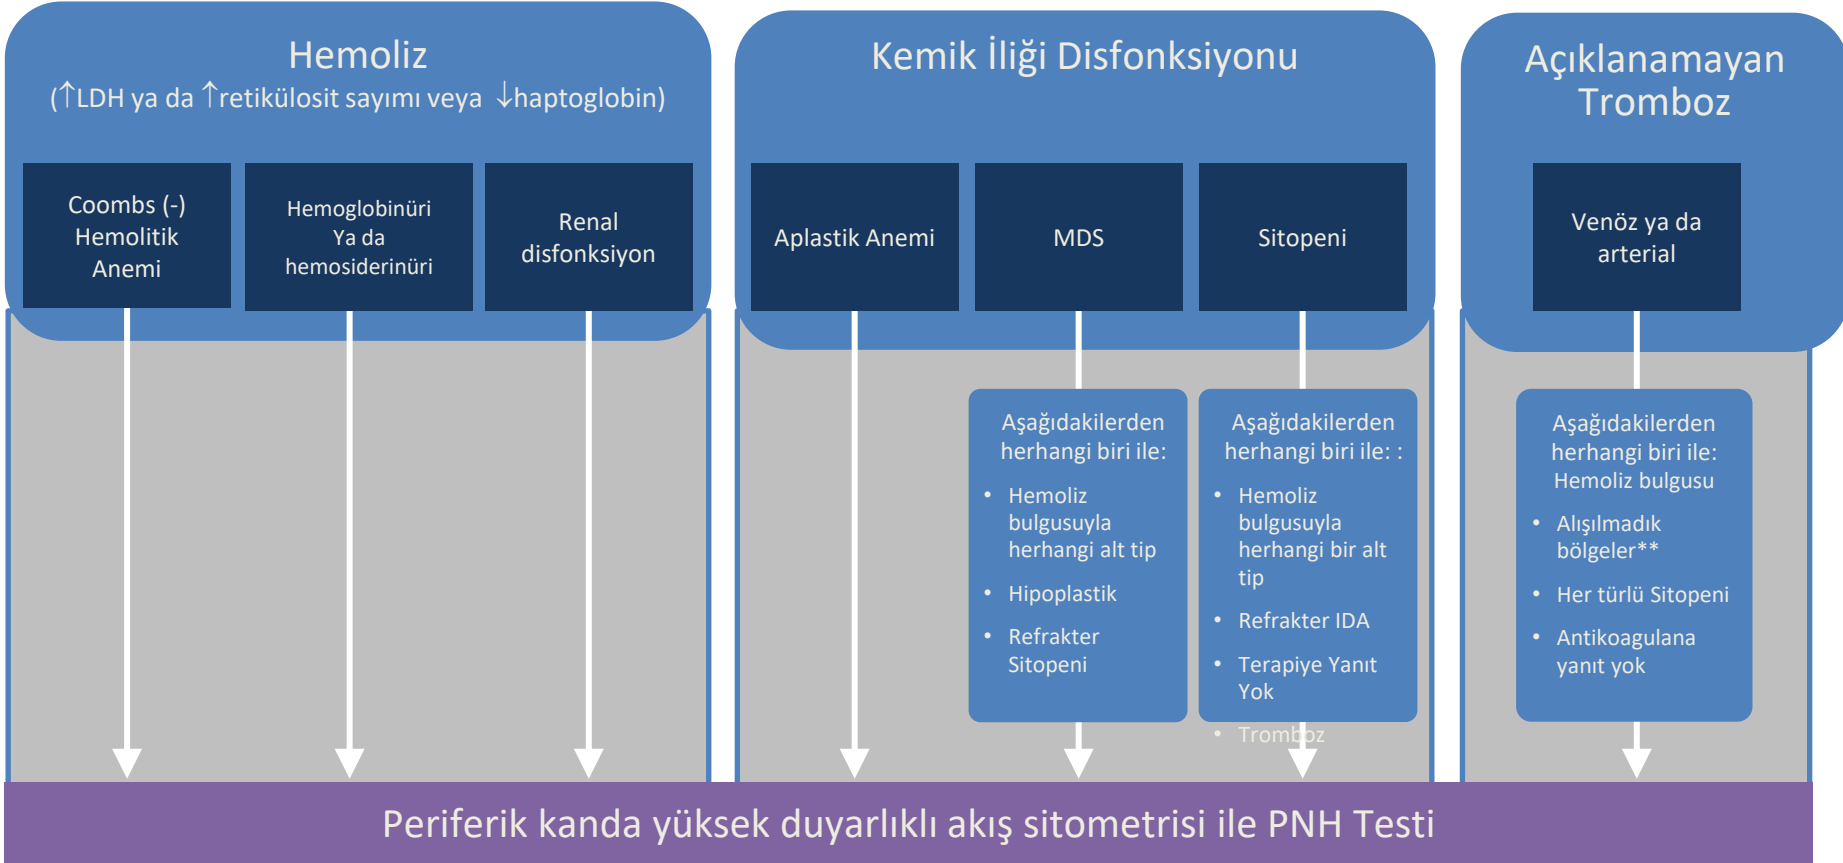 Hemoliz
(↑LDH ya da ↑retikülosit sayımı veya ↓haptoglobin)
Coombs (-)
Hemolitik
Anemi
Hemoglobinüri
Ya da
hemosiderinüri
Renal
disfonksiyon
Kemik İliği Disfonksiyonu
Aplastik Anemi
MDS
Sitopeni
Açıklanamayan
Tromboz
Venöz ya da
arterial
Aşağıdakilerden
herhangi biri ile:
• Hemoliz
bulgusuyla
herhangi alt tip
• Hipoplastik
• Refrakter
Sitopeni
Aşağıdakilerden
herhangi biri ile: :
• Hemoliz
bulgusuyla
herhangi bir alt
tip
• Refrakter IDA
• Terapiye Yanıt
Yok
• Tromboz
Aşağıdakilerden
herhangi biri ile:
Hemoliz bulgusu
• Alışılmadık
bölgeler**
• Her türlü Sitopeni
• Antikoagulana
yanıt yok
Periferik kanda yüksek duyarlıklı akış sitometrisi ile PNH Testi